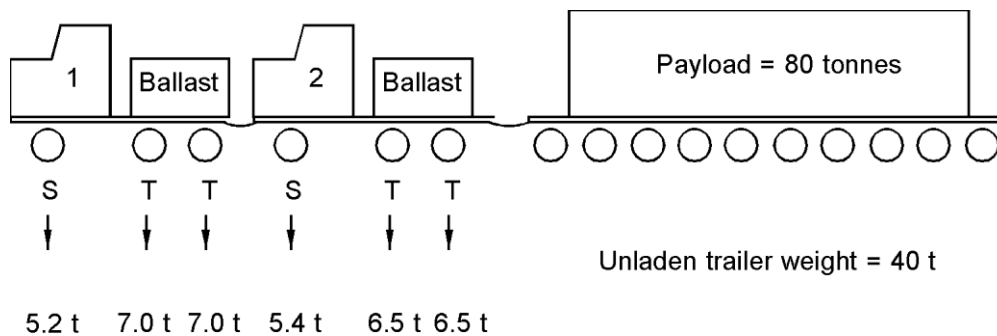 1
Ballast
2
Ballast
Payload = 80 tonnes
S T T S T T
Unladen trailer weight = 40 t
5.2 t 7.0 t 7.0 t 5.4 t 6.5 t 6.5 t